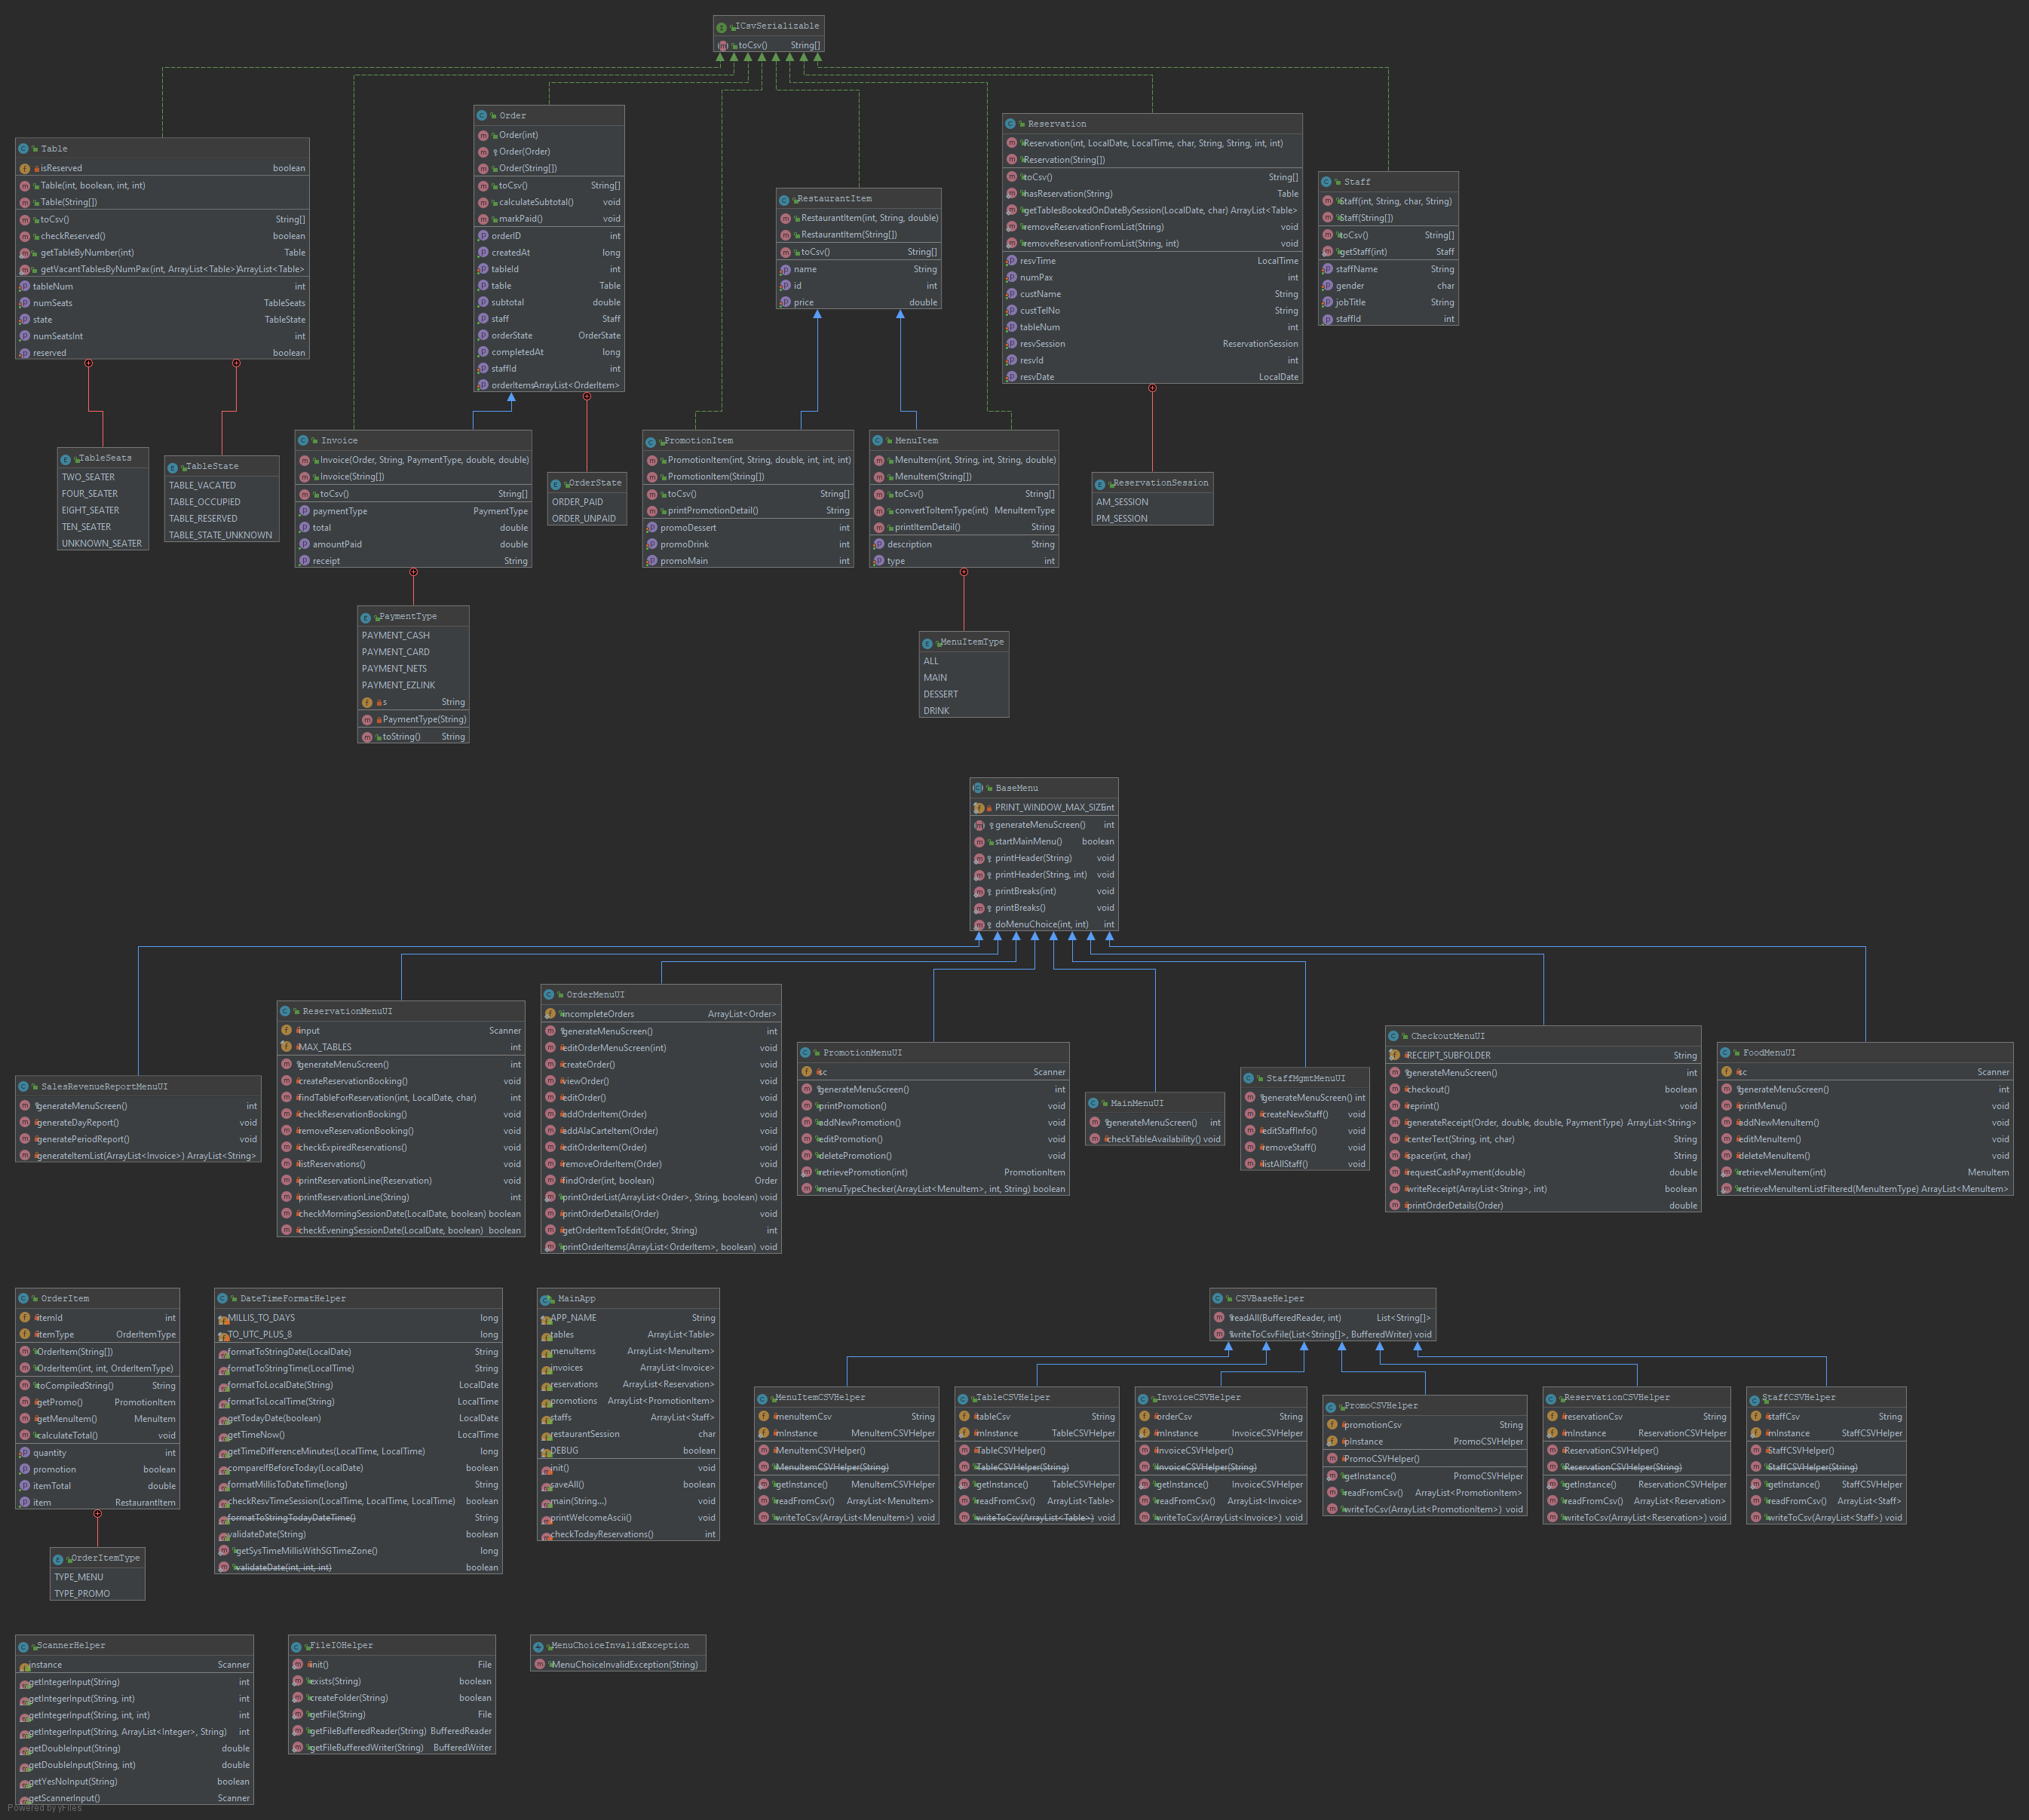 ICsvSerializable
toCsv() String[]
Table
isReserved boolean
Table(int, boolean, int, int)
Table(String[])
toCsv() String[]
checkReserved() boolean
getTableByNumber(int) Table
getVacantTablesByNumPax(int, ArrayList<Table>) ArrayList<Table>
tableNum int
numSeats TableSeats
state TableState
numSeatsInt int
reserved boolean
Order
Order(int)
Order(Order)
Order(String[])
toCsv() String[]
calculateSubtotal() void
markPaid() void
orderID int
createdAt long
tableId int
table Table
subtotal double
staff Staff
orderState OrderState
completedAt long
staffId int
orderItems ArrayList<OrderItem>
RestaurantItem
RestaurantItem(int, String, double)
RestaurantItem(String[])
toCsv() String[]
name String
id int
price double
Reservation
Reservation(int, LocalDate, LocalTime, char, String, String, int, int)
Reservation(String[])
toCsv() String[]
hasReservation(String) Table
getTablesBookedOnDateBySession(LocalDate, char) ArrayList<Table>
removeReservationFromList(String) void
removeReservationFromList(String, int) void
resvTime LocalTime
numPax int
custName String
custTelNo String
tableNum int
resvSession ReservationSession
resvId int
resvDate LocalDate
Staff
Staff(int, String, char, String)
Staff(String[])
toCsv() String[]
getStaff(int) Staff
staffName String
gender char
jobTitle String
staffId int
TableSeats
TWO_SEATER
FOUR_SEATER
EIGHT_SEATER
TEN_SEATER
UNKNOWN_SEATER
TableState
TABLE_VACATED
TABLE_OCCUPIED
TABLE_RESERVED
TABLE_STATE_UNKNOWN
Invoice
Invoice(Order, String, PaymentType, double, double)
Invoice(String[])
toCsv() String[]
paymentType PaymentType
total double
amountPaid double
receipt String
OrderState
ORDER_PAID
ORDER_UNPAID
PromotionItem
PromotionItem(int, String, double, int, int, int)
PromotionItem(String[])
toCsv() String[]
printPromotionDetail() String
promoDessert int
promoDrink int
promoMain int
MenuItem
MenuItem(int, String, int, String, double)
MenuItem(String[])
toCsv() String[]
convertToItemType(int) MenuItemType
printItemDetail() String
description String
type int
ReservationSession
AM_SESSION
PM_SESSION
PaymentType
PAYMENT_CASH
PAYMENT_CARD
PAYMENT_NETS
PAYMENT_EZLINK
s String
PaymentType(String)
toString() String
MenuItemType
ALL
MAIN
DESSERT
DRINK
BaseMenu
PRINT_WINDOW_MAX_SIZE int
generateMenuScreen() int
startMainMenu() boolean
printHeader(String) void
printHeader(String, int) void
printBreaks(int) void
printBreaks() void
doMenuChoice(int, int) int
SalesRevenueReportMenuUI
generateMenuScreen() int
generateDayReport() void
generatePeriodReport() void
generateItemList(ArrayList<Invoice>) ArrayList<String>
ReservationMenuUI
input Scanner
MAX_TABLES int
generateMenuScreen() int
createReservationBooking() void
findTableForReservation(int, LocalDate, char) int
checkReservationBooking() void
removeReservationBooking() void
checkExpiredReservations() void
listReservations() void
printReservationLine(Reservation) void
printReservationLine(String) int
checkMorningSessionDate(LocalDate, boolean) boolean
checkEveningSessionDate(LocalDate, boolean) boolean
OrderMenuUI
incompleteOrders ArrayList<Order>
generateMenuScreen() int
editOrderMenuScreen(int) void
createOrder() void
viewOrder() void
editOrder() void
addOrderItem(Order) void
addAlaCarteItem(Order) void
editOrderItem(Order) void
removeOrderItem(Order) void
findOrder(int, boolean) Order
printOrderList(ArrayList<Order>, String, boolean) void
printOrderDetails(Order) void
getOrderItemToEdit(Order, String) int
printOrderItems(ArrayList<OrderItem>, boolean) void
PromotionMenuUI
sc Scanner
generateMenuScreen() int
printPromotion() void
addNewPromotion() void
editPromotion() void
deletePromotion() void
retrievePromotion(int) PromotionItem
menuTypeChecker(ArrayList<MenuItem>, int, String) boolean
MainMenuUI
generateMenuScreen() int
checkTableAvailability() void
StaffMgmtMenuUI
generateMenuScreen() int
createNewStaff() void
editStaffInfo() void
removeStaff() void
listAllStaff() void
CheckoutMenuUI
RECEIPT_SUBFOLDER String
generateMenuScreen() int
checkout() boolean
reprint() void
generateReceipt(Order, double, double, PaymentType) ArrayList<String>
centerText(String, int, char) String
spacer(int, char) String
requestCashPayment(double) double
writeReceipt(ArrayList<String>, int) boolean
printOrderDetails(Order) double
FoodMenuUI
sc Scanner
generateMenuScreen() int
printMenu() void
addNewMenuItem() void
editMenuItem() void
deleteMenuItem() void
retrieveMenuItem(int) MenuItem
retrieveMenuItemListFiltered(MenuItemType) ArrayList<MenuItem>
OrderItem
itemId int
itemType OrderItemType
OrderItem(String[])
OrderItem(int, int, OrderItemType)
toCompiledString() String
getPromo() PromotionItem
getMenuItem() MenuItem
calculateTotal() void
quantity int
promotion boolean
itemTotal double
item RestaurantItem
OrderItemType
TYPE_MENU
TYPE_PROMO
DateTimeFormatHelper
MILLIS_TO_DAYS long
TO_UTC_PLUS_8 long
formatToStringDate(LocalDate) String
formatToStringTime(LocalTime) String
formatToLocalDate(String) LocalDate
formatToLocalTime(String) LocalTime
getTodayDate(boolean) LocalDate
getTimeNow() LocalTime
getTimeDifferenceMinutes(LocalTime, LocalTime) long
compareIfBeforeToday(LocalDate) boolean
formatMillisToDateTime(long) String
checkResvTimeSession(LocalTime, LocalTime, LocalTime) boolean
formatToStringTodayDateTime() String
validateDate(String) boolean
getSysTimeMillisWithSGTimeZone() long
validateDate(int, int, int) boolean
MainApp
APP_NAME String
tables ArrayList<Table>
menuItems ArrayList<MenuItem>
invoices ArrayList<Invoice>
reservations ArrayList<Reservation>
promotions ArrayList<PromotionItem>
staffs ArrayList<Staff>
restaurantSession char
DEBUG boolean
init() void
saveAll() boolean
main(String...) void
printWelcomeAscii() void
checkTodayReservations() int
CSVBaseHelper
readAll(BufferedReader, int) List<String[]>
writeToCsvFile(List<String[]>, BufferedWriter) void
MenuItemCSVHelper
menuItemCsv String
mInstance MenuItemCSVHelper
MenuItemCSVHelper()
MenuItemCSVHelper(String)
getInstance() MenuItemCSVHelper
readFromCsv() ArrayList<MenuItem>
writeToCsv(ArrayList<MenuItem>) void
TableCSVHelper
tableCsv String
mInstance TableCSVHelper
TableCSVHelper()
TableCSVHelper(String)
getInstance() TableCSVHelper
readFromCsv() ArrayList<Table>
writeToCsv(ArrayList<Table>) void
InvoiceCSVHelper
orderCsv String
mInstance InvoiceCSVHelper
InvoiceCSVHelper()
InvoiceCSVHelper(String)
getInstance() InvoiceCSVHelper
readFromCsv() ArrayList<Invoice>
writeToCsv(ArrayList<Invoice>) void
PromoCSVHelper
promotionCsv String
pInstance PromoCSVHelper
PromoCSVHelper()
getInstance() PromoCSVHelper
readFromCsv() ArrayList<PromotionItem>
writeToCsv(ArrayList<PromotionItem>) void
ReservationCSVHelper
reservationCsv String
mInstance ReservationCSVHelper
ReservationCSVHelper()
ReservationCSVHelper(String)
getInstance() ReservationCSVHelper
readFromCsv() ArrayList<Reservation>
writeToCsv(ArrayList<Reservation>) void
StaffCSVHelper
staffCsv String
mInstance StaffCSVHelper
StaffCSVHelper()
StaffCSVHelper(String)
getInstance() StaffCSVHelper
readFromCsv() ArrayList<Staff>
writeToCsv(ArrayList<Staff>) void
ScannerHelper
instance Scanner
getIntegerInput(String) int
getIntegerInput(String, int) int
getIntegerInput(String, int, int) int
getIntegerInput(String, ArrayList<Integer>, String) int
getDoubleInput(String) double
getDoubleInput(String, int) double
getYesNoInput(String) boolean
getScannerInput() Scanner
FileIOHelper
init() File
exists(String) boolean
createFolder(String) boolean
getFile(String) File
getFileBufferedReader(String) BufferedReader
getFileBufferedWriter(String) BufferedWriter
MenuChoiceInvalidException
MenuChoiceInvalidException(String)
Powered by yFiles